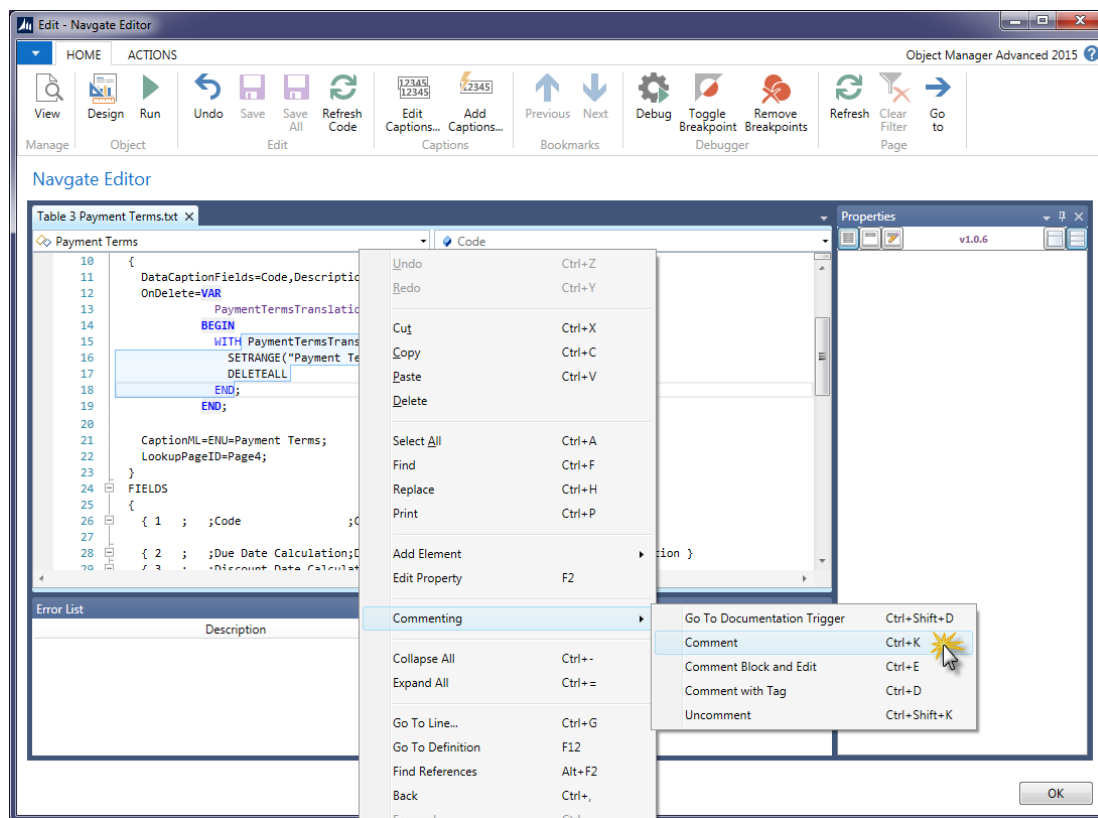 Edit - Navgate Editor
HOME ACTIONS Object Manager Advanced 2015
View Design Run Undo Save Save All Refresh Code Edit Captions... Add Captions... Previous Next Debug Toggle Breakpoint Remove Breakpoints Refresh Clear Filter Go to
Manage Object Edit Captions Bookmarks Debugger Page
Navgate Editor
Table 3 Payment Terms.txt
Payment Terms
Code
10 {
11 DataCaptionFields=Code,Descriptio
12 OnDelete=VAR
13 PaymentTermsTranslatio
14 BEGIN
15 WITH PaymentTermsTrans
16 SETRANGE("Payment Te
17 DELETEALL
18 END;
19 END;
20
21 CaptionML=ENU=Payment Terms;
22 LookupPageID=Page4;
23 }
24 FIELDS
25 {
26 { 1 ; ;Code ;C
27
28 { 2 ; ;Due Date Calculation;D tion }
29 { 3 ; ;Discount Date Calculat
Error List
Description
Properties
v1.0.6
Undo Ctrl+Z
Redo Ctrl+Y
Cut Ctrl+X
Copy Ctrl+C
Paste Ctrl+V
Delete
Select All Ctrl+A
Find Ctrl+F
Replace Ctrl+H
Print Ctrl+P
Add Element
Edit Property F2
Commenting
Collapse All Ctrl+-
Expand All Ctrl+=
Go To Line... Ctrl+G
Go To Definition F12
Find References Alt+F2
Back Ctrl+,
Go To Documentation Trigger Ctrl+Shift+D
Comment Ctrl+K
Comment Block and Edit Ctrl+E
Comment with Tag Ctrl+D
Uncomment Ctrl+Shift+K
OK